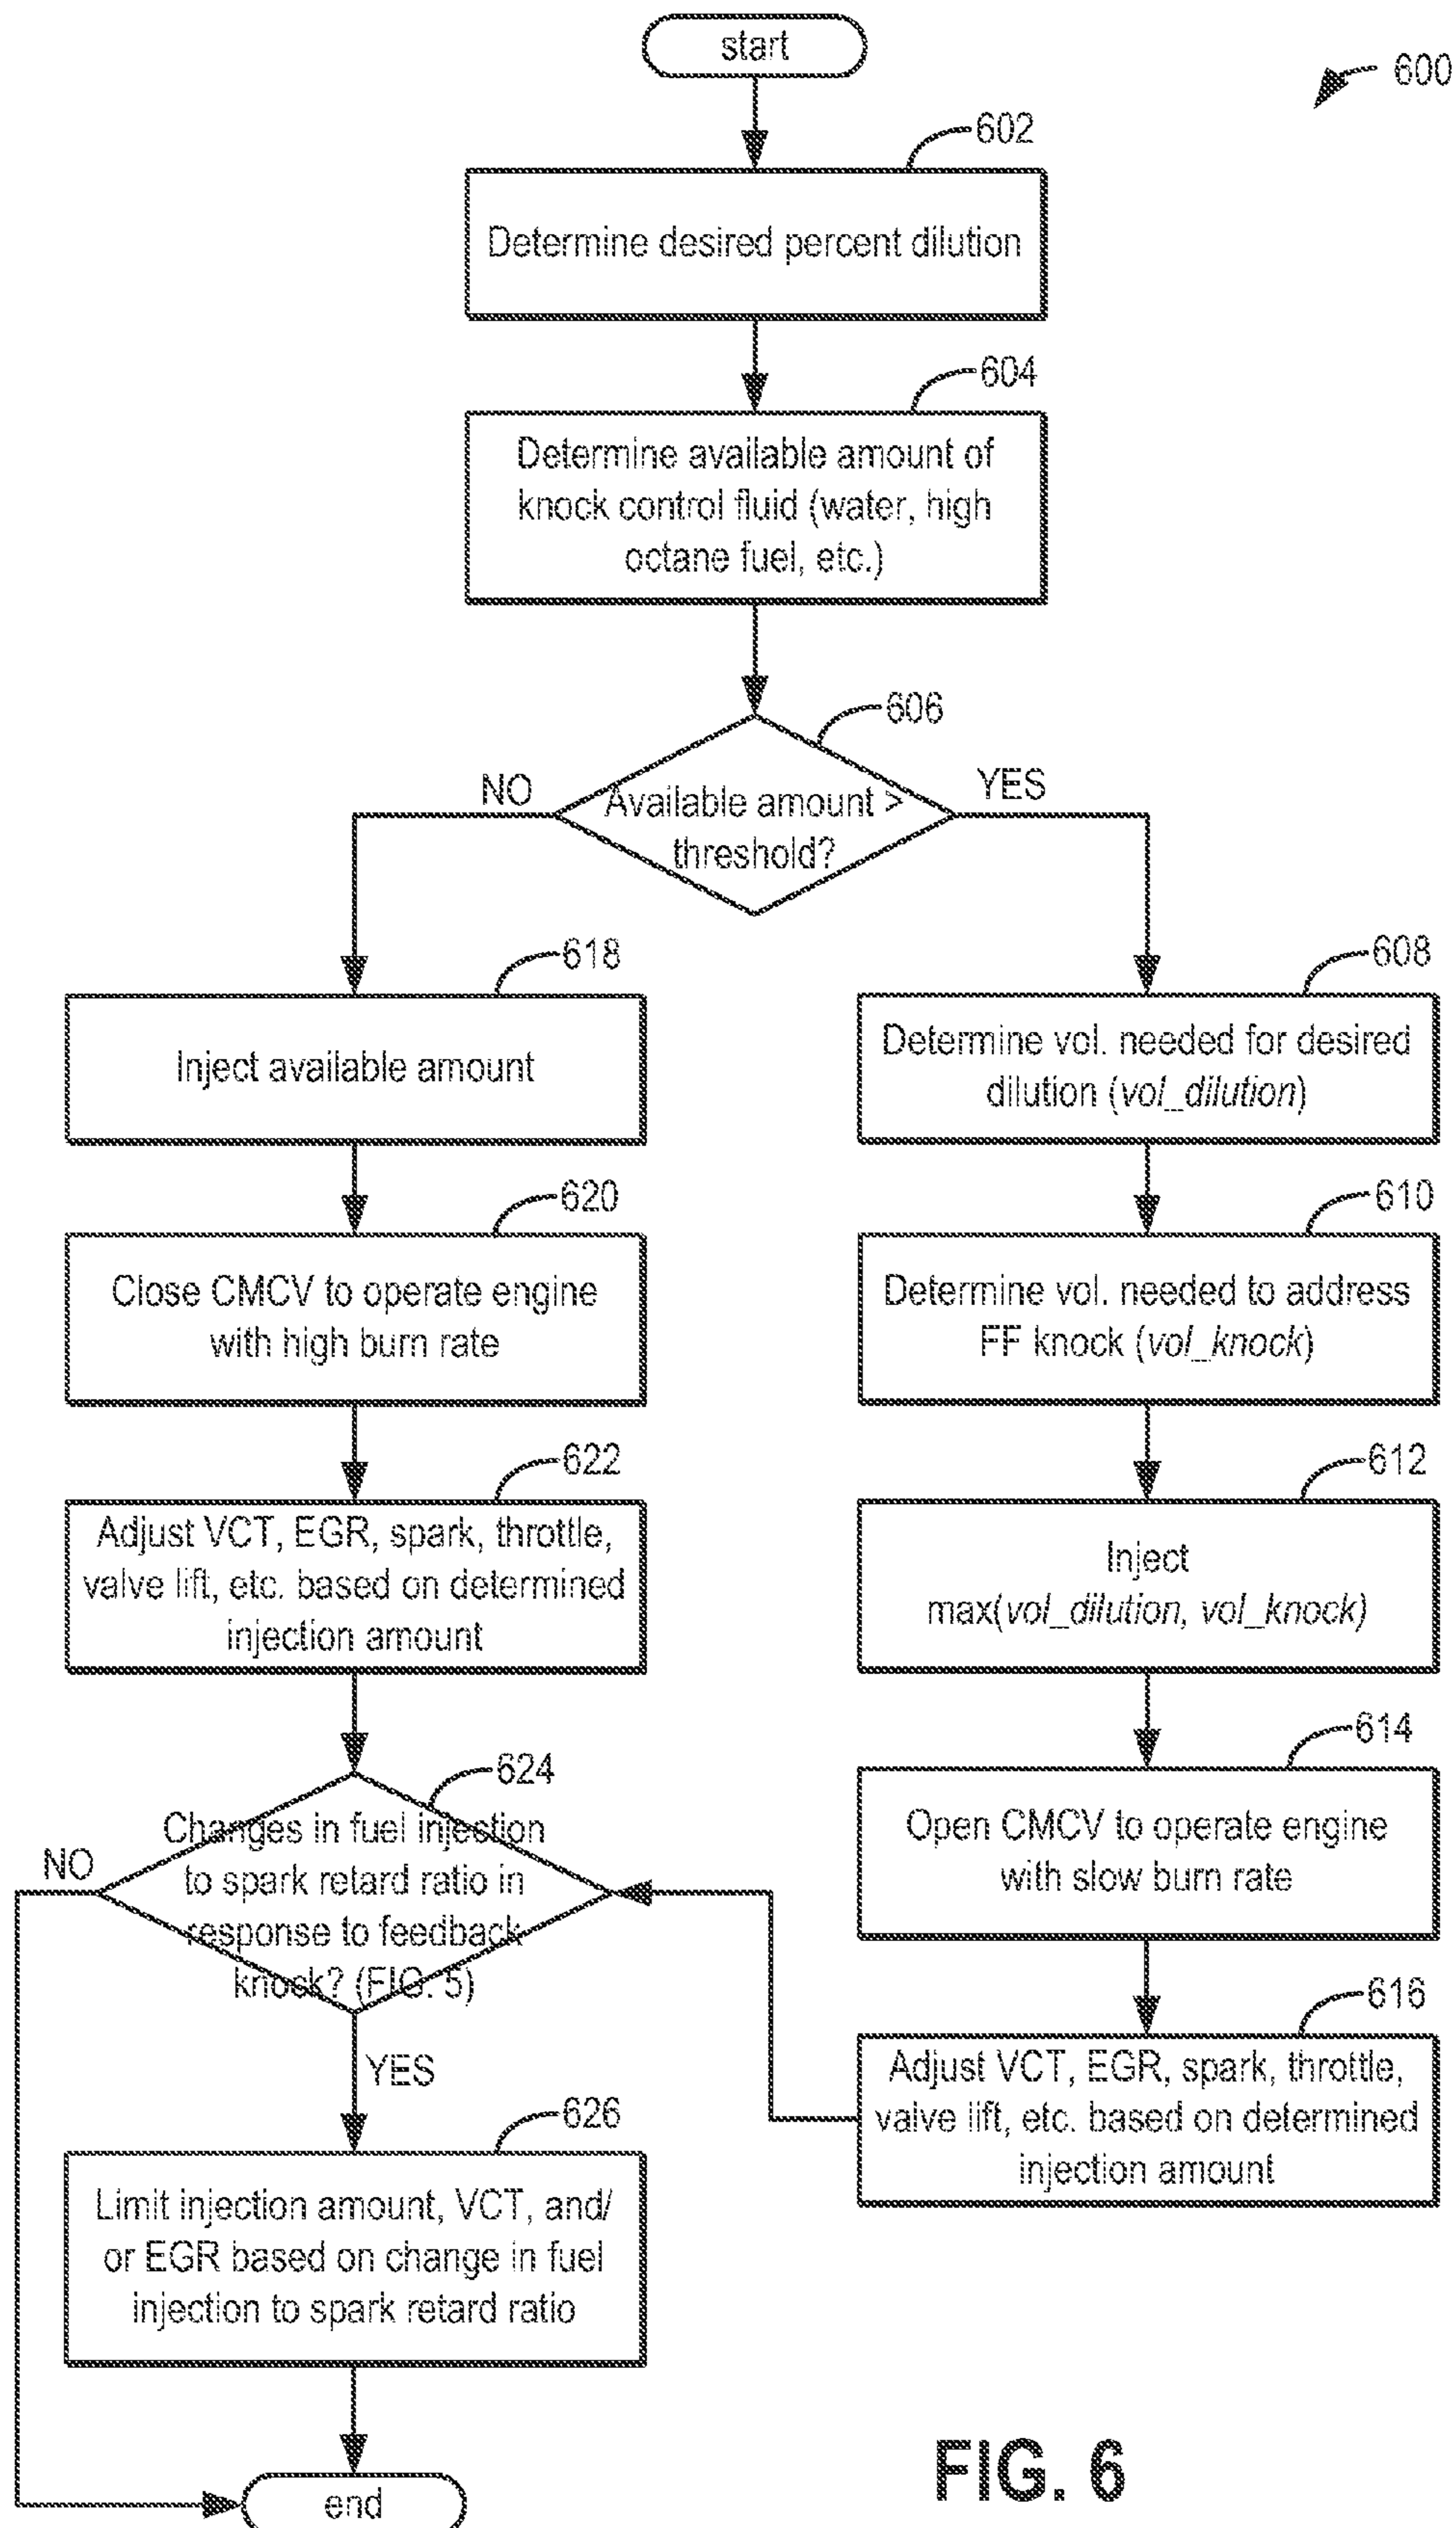 start
600
602
Determine desired percent dilution
604
Determine available amount of
knock control fluid (water, high
octane fuel, etc.)
606
NO
Available amount >
threshold?
YES
618
Inject available amount
620
Close CMCV to operate engine
with high burn rate
622
Adjust VCT, EGR, spark, throttle,
valve lift, etc. based on determined
injection amount
608
Determine vol. needed for desired
dilution (vol_dilution)
610
Determine vol. needed to address
FF knock (vol_knock)
612
Inject
max(vol_dilution, vol_knock)
614
Open CMCV to operate engine
with slow burn rate
616
Adjust VCT, EGR, spark, throttle,
valve lift, etc. based on determined
injection amount
624
NO
Changes in fuel injection
to spark retard ratio in
response to feedback
knock? (FIG. 5)
YES
626
Limit injection amount, VCT, and/
or EGR based on change in fuel
injection to spark retard ratio
end
FIG. 6